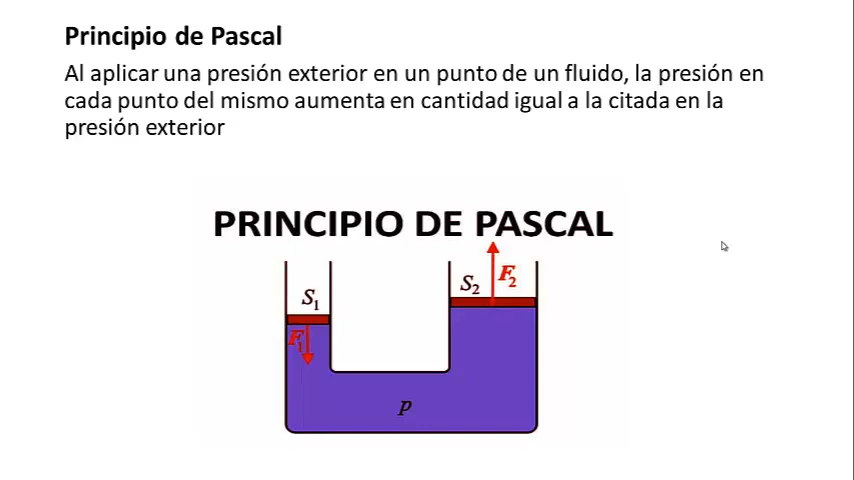 Principio de Pascal
Al aplicar una presión exterior en un punto de un fluido, la presión en
cada punto del mismo aumenta en cantidad igual a la citada en la
presión exterior
PRINCIPIO DE PASCAL
S₁
S₂
F₂
F₁
p